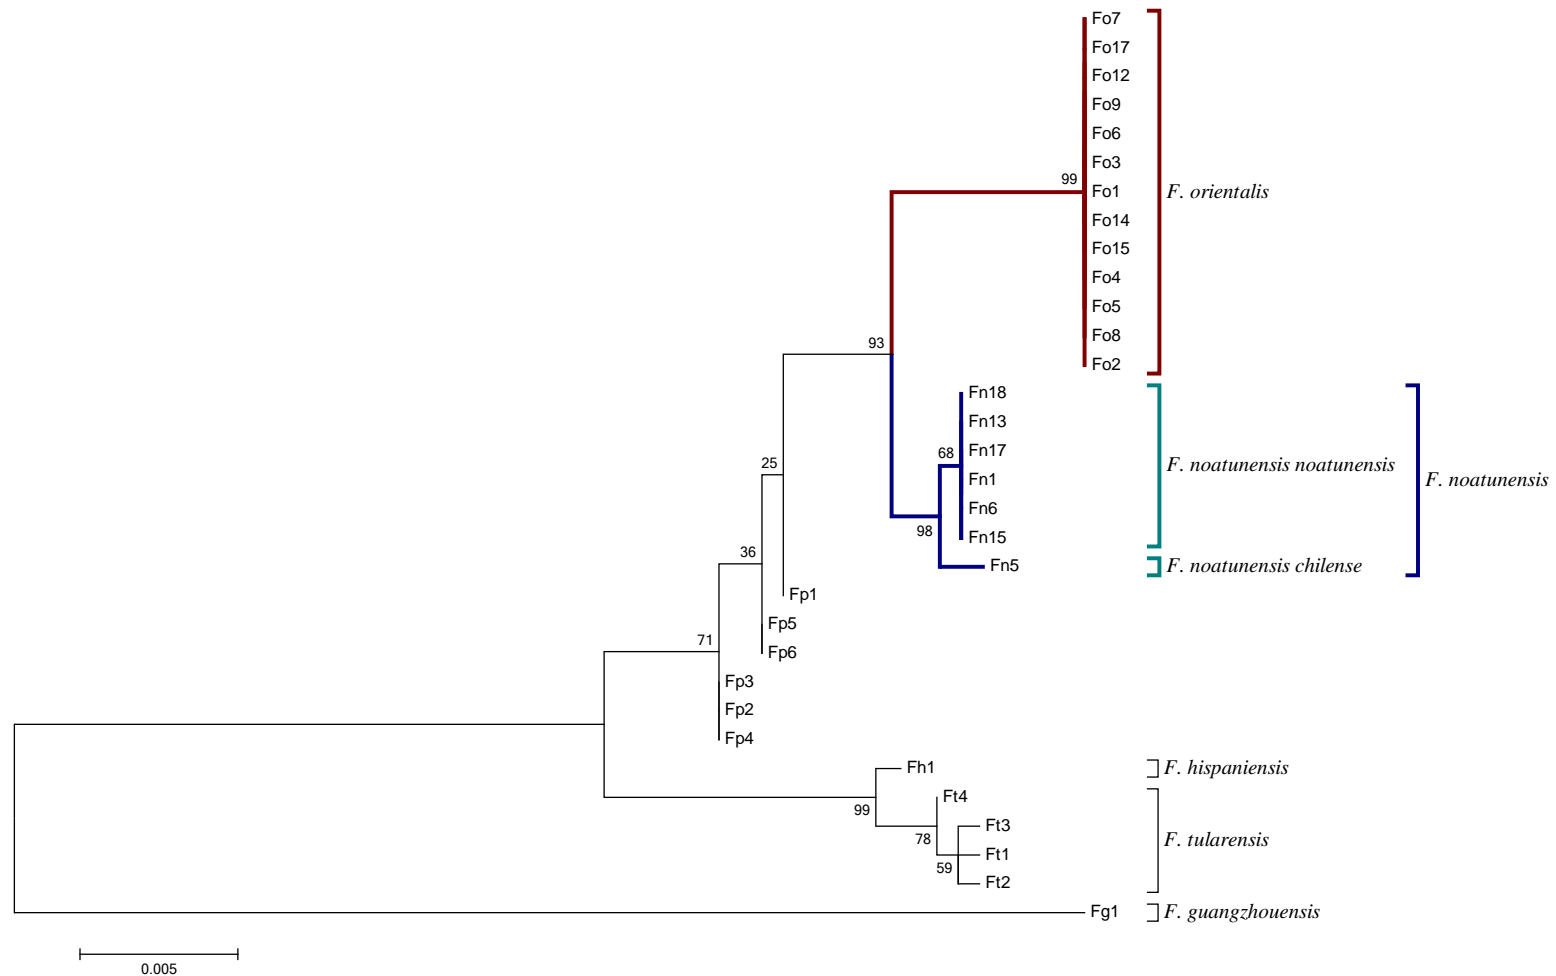 Fo7
Fo17
Fo12
Fo9
Fo6
Fo3
99
Fo1
F. orientalis
Fo14
Fo15
Fo4
Fo5
Fo8
93
Fo2
Fn18
Fn13
68
Fn17
25
F. noatunensis noatunensis
Fn1
F. noatunensis
Fn6
98
Fn15
36
Fn5
F. noatunensis chilense
Fp1
Fp5
71
Fp6
Fp3
Fp2
Fp4
Fh1
F. hispaniensis
99
Ft4
Ft3
78
F. tularensis
Ft1
59
Ft2
Fg1
F. guangzhouensis
0.005